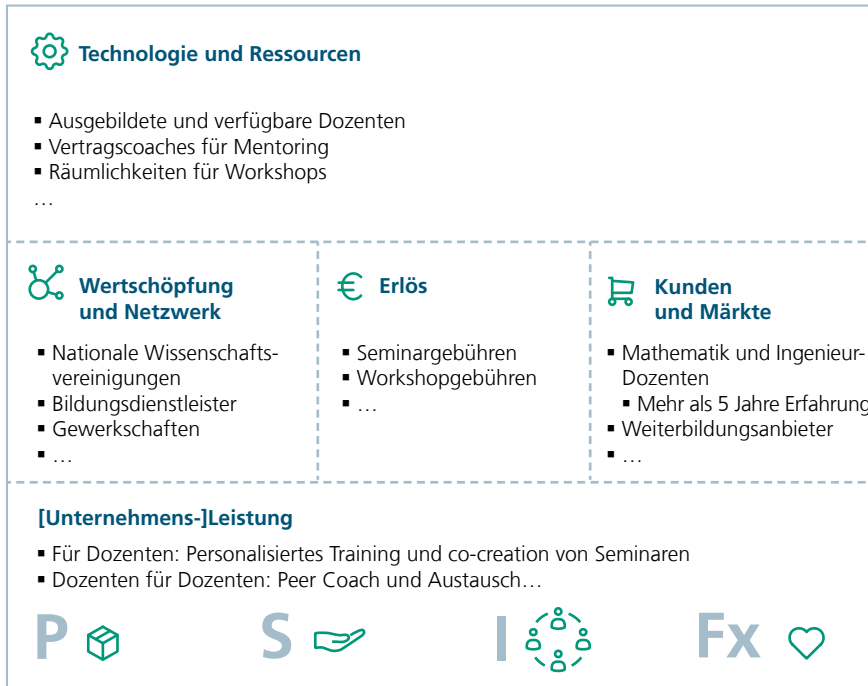 Technologie und Ressourcen
▪ Ausgebildete und verfügbare Dozenten
▪ Vertragscoaches für Mentoring
▪ Räumlichkeiten für Workshops
…
Wertschöpfung
und Netzwerk
▪ Nationale Wissenschafts-
vereinigungen
▪ Bildungsdienstleister
▪ Gewerkschaften
▪ …
Erlös
▪ Seminargebühren
▪ Workshopgebühren
▪ …
Kunden
und Märkte
▪ Mathematik und Ingenieur-
Dozenten
▪ Mehr als 5 Jahre Erfahrung
▪ Weiterbildungsanbieter
▪ …
[Unternehmens-]Leistung
▪ Für Dozenten: Personalisiertes Training und co-creation von Seminaren
▪ Dozenten für Dozenten: Peer Coach und Austausch…
P S I Fx